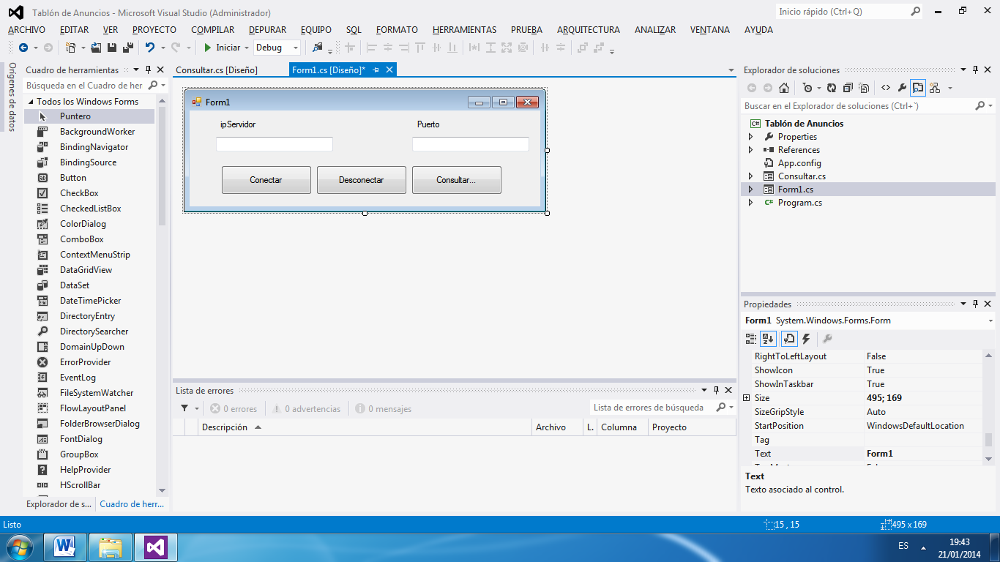 Tablón de Anuncios - Microsoft Visual Studio (Administrador)
Inicio rápido (Ctrl+Q)
ARCHIVO EDITAR VER PROYECTO COMPILAR DEPURAR EQUIPO SQL FORMATO HERRAMIENTAS PRUEBA ARQUITECTURA ANALIZAR VENTANA AYUDA
Iniciar Debug
Orígenes de datos
Cuadro de herramientas
Búsqueda en el Cuadro de her
Todos los Windows Forms
Puntero
BackgroundWorker
BindingNavigator
BindingSource
Button
CheckBox
CheckedListBox
ColorDialog
ComboBox
ContextMenuStrip
DataGridView
DataSet
DateTimePicker
DirectoryEntry
DirectorySearcher
DomainUpDown
ErrorProvider
EventLog
FileSystemWatcher
FlowLayoutPanel
FolderBrowserDialog
FontDialog
GroupBox
HelpProvider
HScrollBar
Explorador de s... Cuadro de herr...
Consultar.cs [Diseño] Form1.cs [Diseño]*
Form1
ipServidor Puerto
Conectar Desconectar Consultar...
Lista de errores
0 errores 0 advertencias 0 mensajes Lista de errores de búsqueda
Descripción Archivo L. Columna Proyecto
Explorador de soluciones
Buscar en el Explorador de soluciones (Ctrl+`)
C# Tablón de Anuncios
Properties
References
App.config
Consultar.cs
Form1.cs
C# Program.cs
Propiedades
Form1 System.Windows.Forms.Form
RightToLeftLayout False
ShowIcon True
ShowInTaskbar True
Size 495; 169
SizeGripStyle Auto
StartPosition WindowsDefaultLocation
Tag
Text Form1
Text
Texto asociado al control.
Listo 15 , 15 495 x 169
ES 19:43
21/01/2014